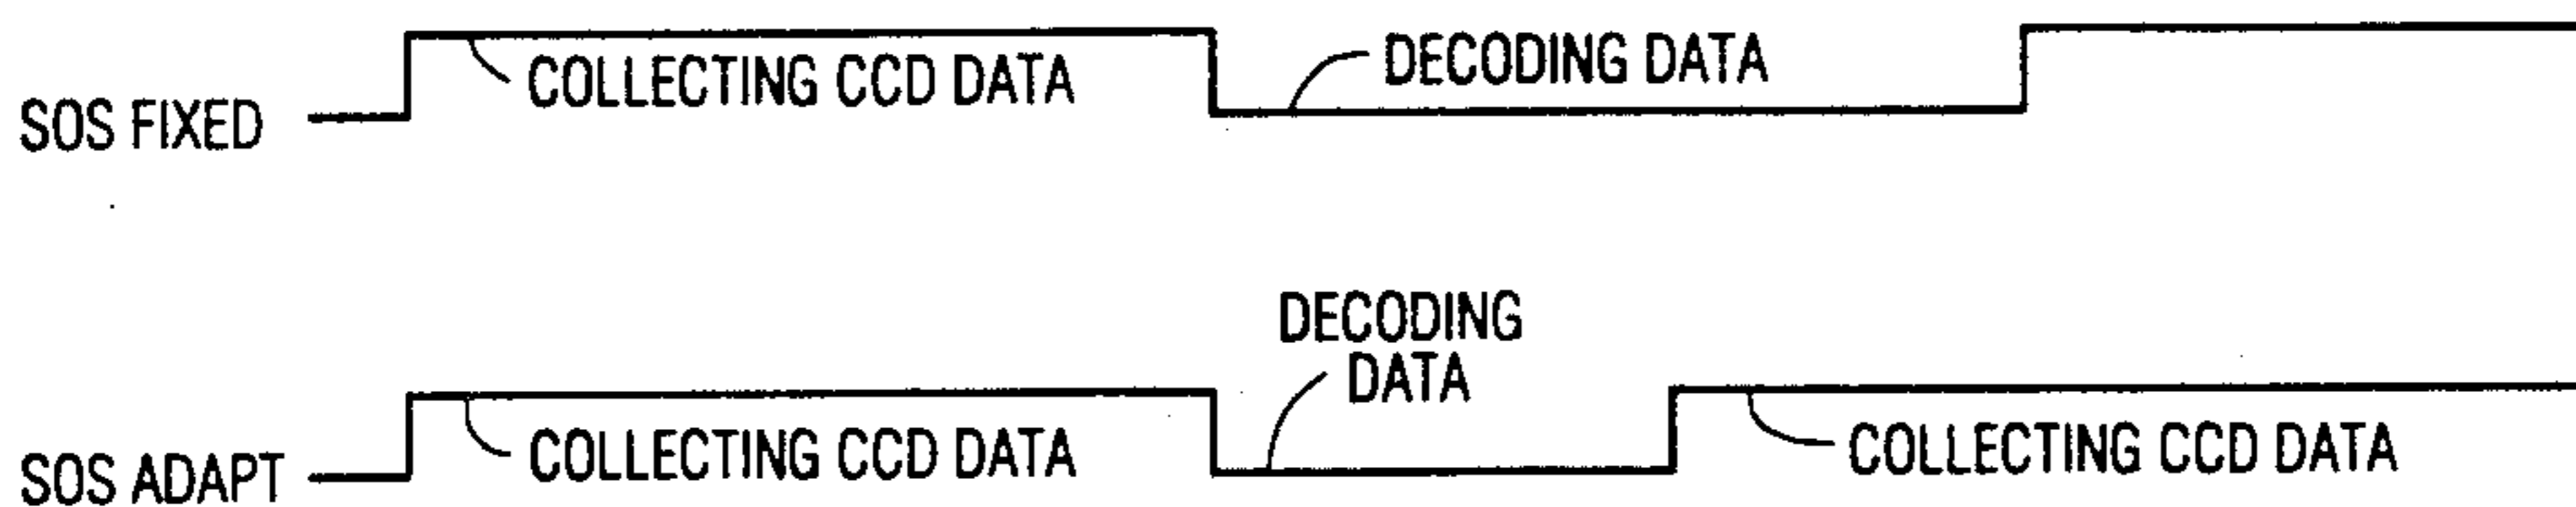 SOS FIXED
COLLECTING CCD DATA
DECODING DATA
SOS ADAPT
COLLECTING CCD DATA
DECODING
DATA
COLLECTING CCD DATA